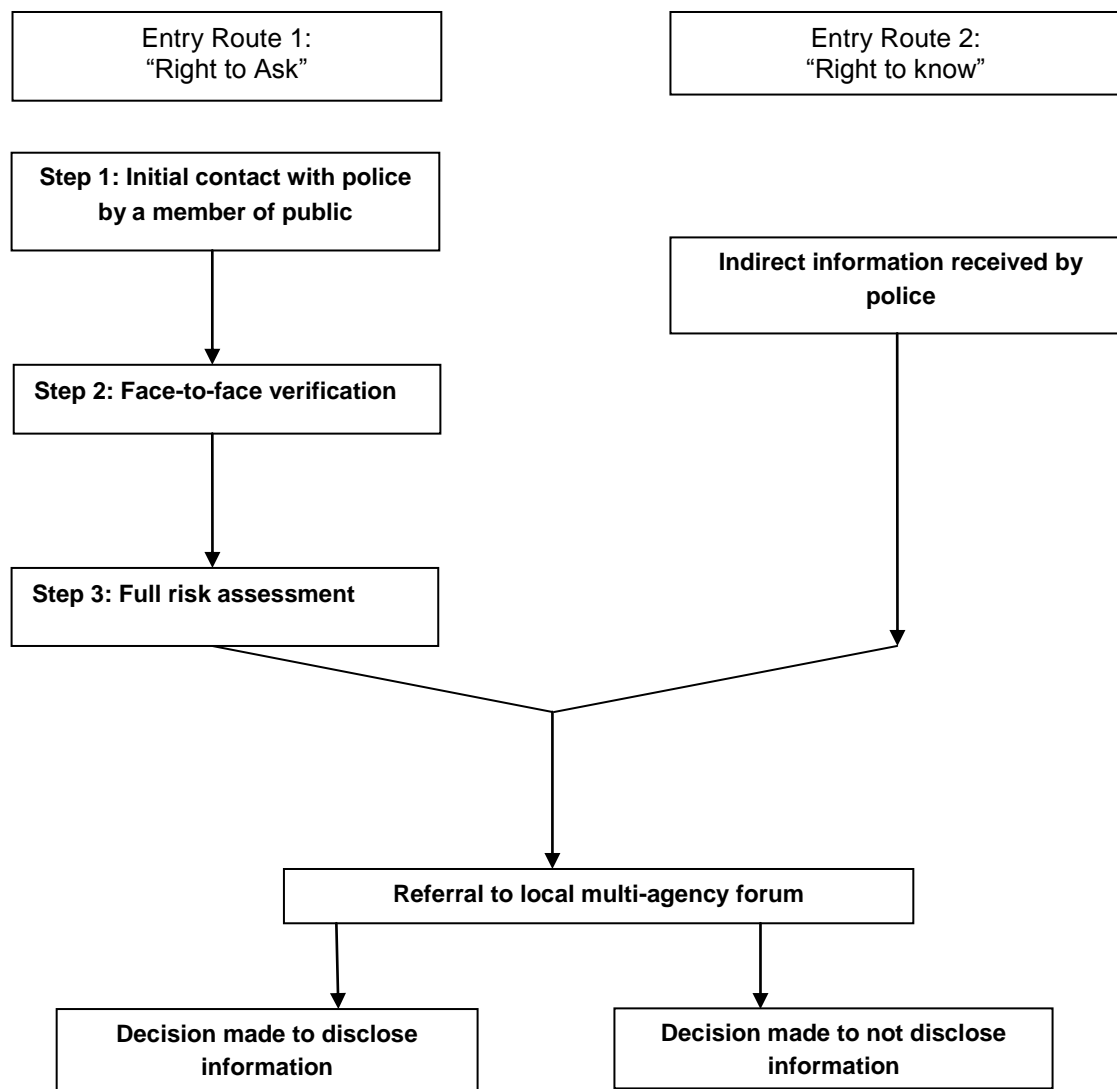 Entry Route 1:
“Right to Ask”
Entry Route 2:
“Right to know”
Step 1: Initial contact with police
by a member of public
Indirect information received by
police
Step 2: Face-to-face verification
Step 3: Full risk assessment
Referral to local multi-agency forum
Decision made to disclose
information
Decision made to not disclose
information